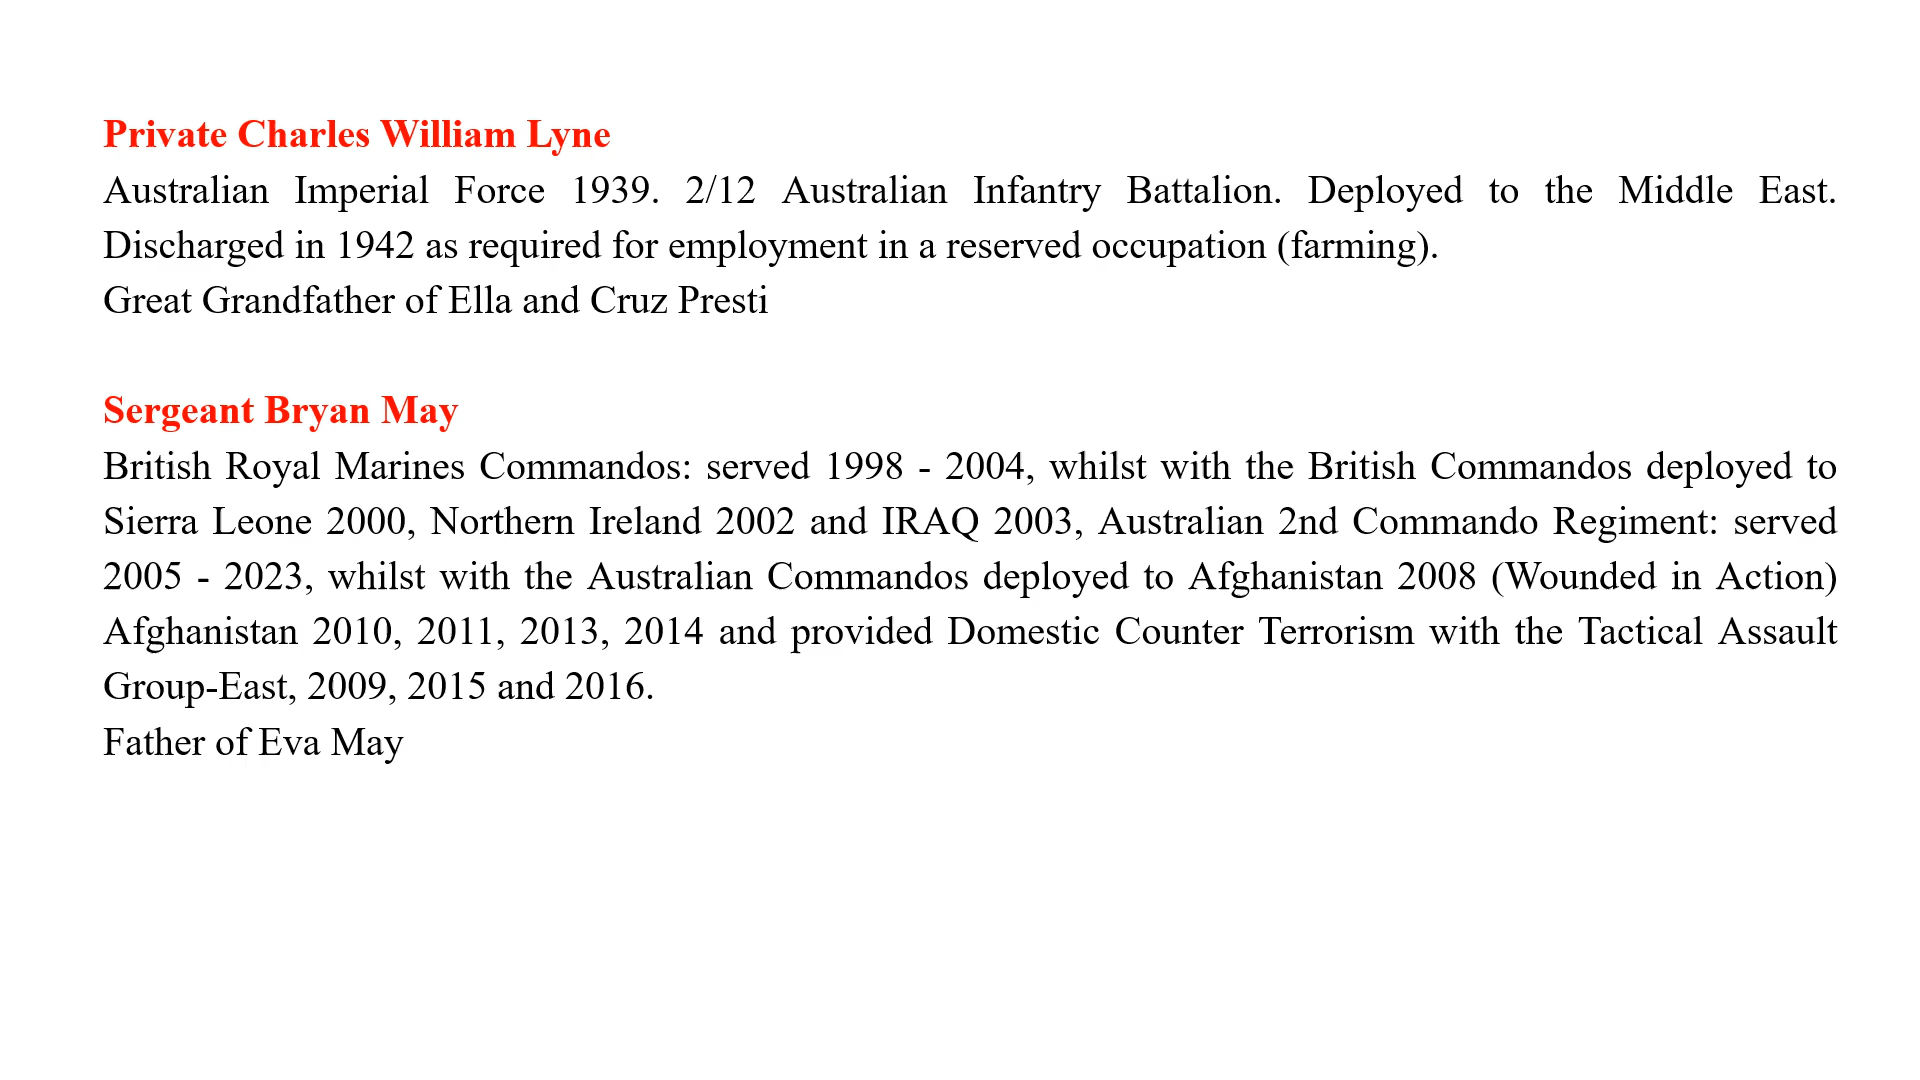 Private Charles William Lyne
Australian Imperial Force 1939. 2/12 Australian Infantry Battalion. Deployed to the Middle East.
Discharged in 1942 as required for employment in a reserved occupation (farming).
Great Grandfather of Ella and Cruz Presti
Sergeant Bryan May
British Royal Marines Commandos: served 1998 - 2004, whilst with the British Commandos deployed to
Sierra Leone 2000, Northern Ireland 2002 and IRAQ 2003, Australian 2nd Commando Regiment: served
2005 - 2023, whilst with the Australian Commandos deployed to Afghanistan 2008 (Wounded in Action)
Afghanistan 2010, 2011, 2013, 2014 and provided Domestic Counter Terrorism with the Tactical Assault
Group-East, 2009, 2015 and 2016.
Father of Eva May